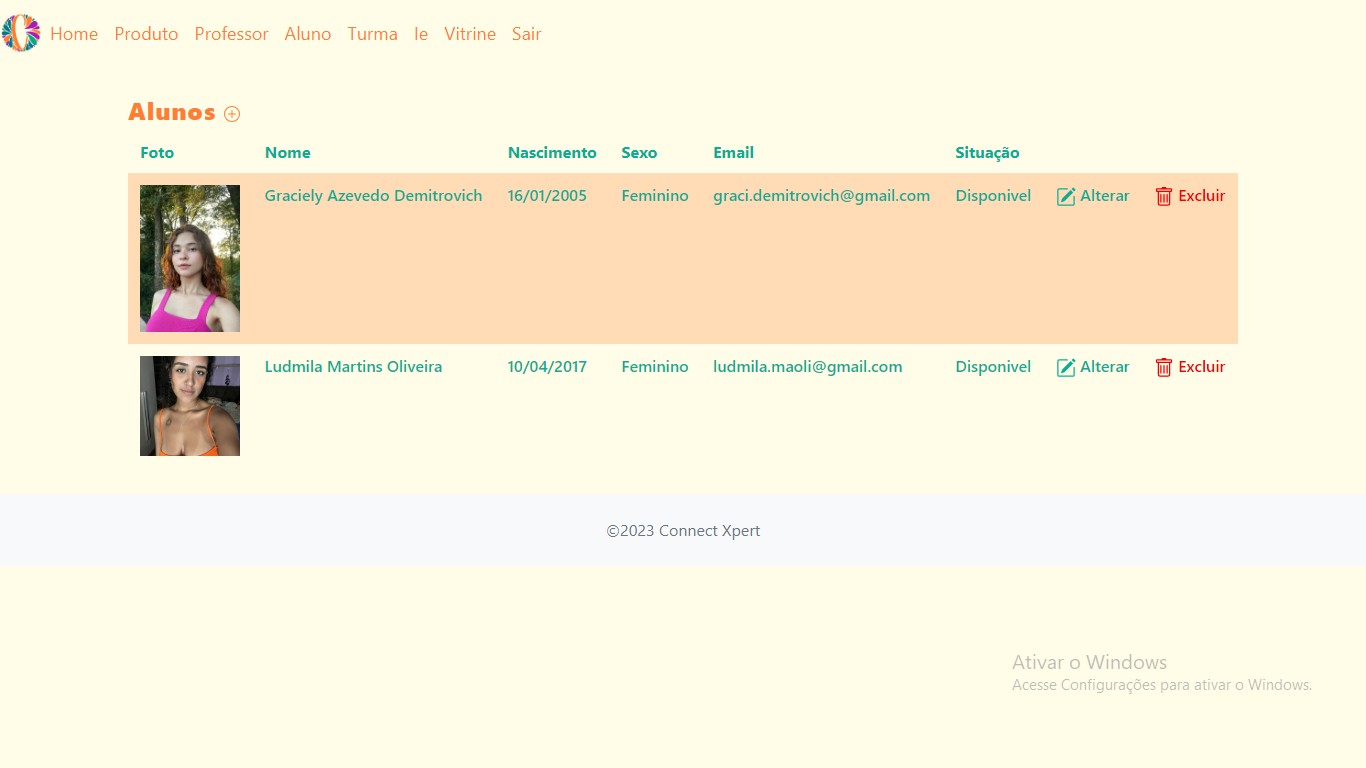 Home Produto Professor Aluno Turma Ie Vitrine Sair
Alunos
Foto Nome Nascimento Sexo Email Situação
Graciely Azevedo Demitrovich 16/01/2005 Feminino graci.demitrovich@gmail.com Disponivel Alterar Excluir
Ludmila Martins Oliveira 10/04/2017 Feminino ludmila.maoli@gmail.com Disponivel Alterar Excluir
©2023 Connect Xpert
Ativar o Windows
Acesse Configurações para ativar o Windows.